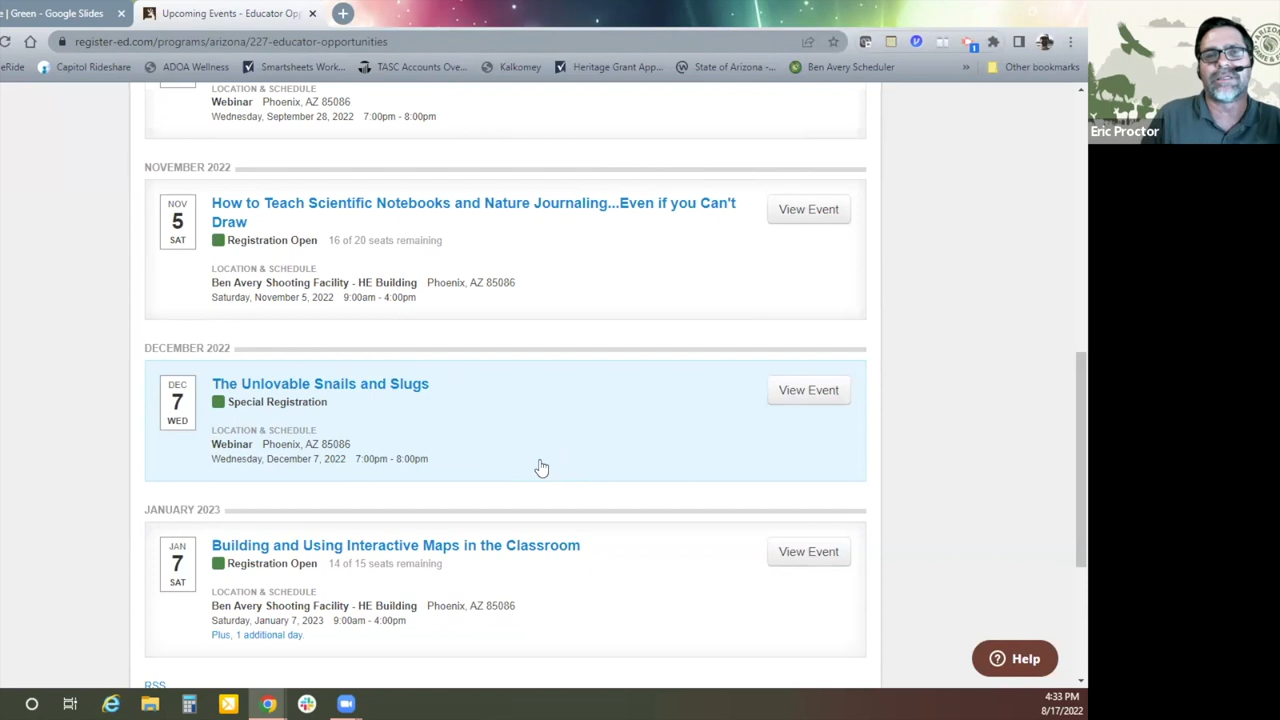 e | Green - Google Slides
Upcoming Events - Educator Opp
register-ed.com/programs/arizona/227-educator-opportunities
eRide
Capitol Rideshare
ADOA Wellness
Smartsheets Work...
TASC Accounts Ove...
Kalkomey
Heritage Grant App...
State of Arizona -...
Ben Avery Scheduler
»
Other bookmarks
1
Eric Proctor
LOCATION & SCHEDULE
Webinar Phoenix, AZ 85086
Wednesday, September 28, 2022 7:00pm - 8:00pm
NOVEMBER 2022
NOV
5
SAT
How to Teach Scientific Notebooks and Nature Journaling...Even if you Can't
Draw
View Event
Registration Open 16 of 20 seats remaining
LOCATION & SCHEDULE
Ben Avery Shooting Facility - HE Building Phoenix, AZ 85086
Saturday, November 5, 2022 9:00am - 4:00pm
DECEMBER 2022
DEC
7
WED
The Unlovable Snails and Slugs
View Event
Special Registration
LOCATION & SCHEDULE
Webinar Phoenix, AZ 85086
Wednesday, December 7, 2022 7:00pm - 8:00pm
JANUARY 2023
JAN
7
SAT
Building and Using Interactive Maps in the Classroom
View Event
Registration Open 14 of 15 seats remaining
LOCATION & SCHEDULE
Ben Avery Shooting Facility - HE Building Phoenix, AZ 85086
Saturday, January 7, 2023 9:00am - 4:00pm
Plus, 1 additional day.
RSS
Help
4:33 PM
8/17/2022